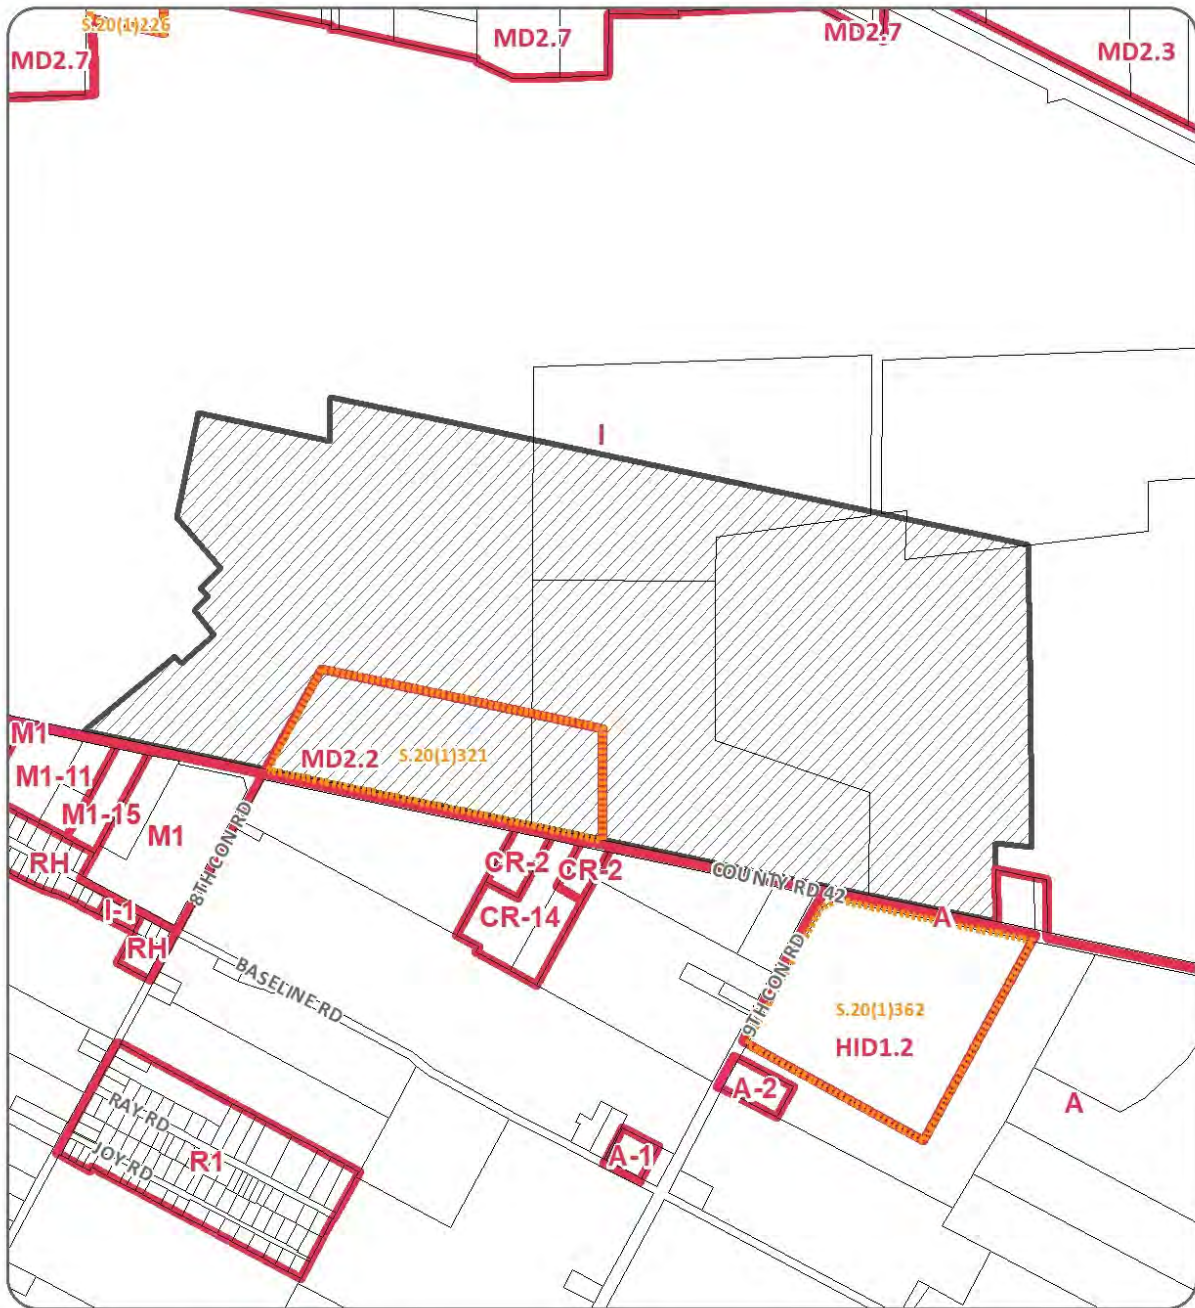 S.20(1)226
MD2.7
MD2.7
MD2.7
MD2.3
I
M1
M1-11
M1-15
M1
RH
I-1
RH
8TH CON RD
MD2.2
S.20(1)321
CR-2
CR-2
CR-14
COUNTY RD 42
A
9TH CON RD
BASELINE RD
S.20(1)362
HID1.2
A-2
A
A-1
RAY RD
JOY RD
R1